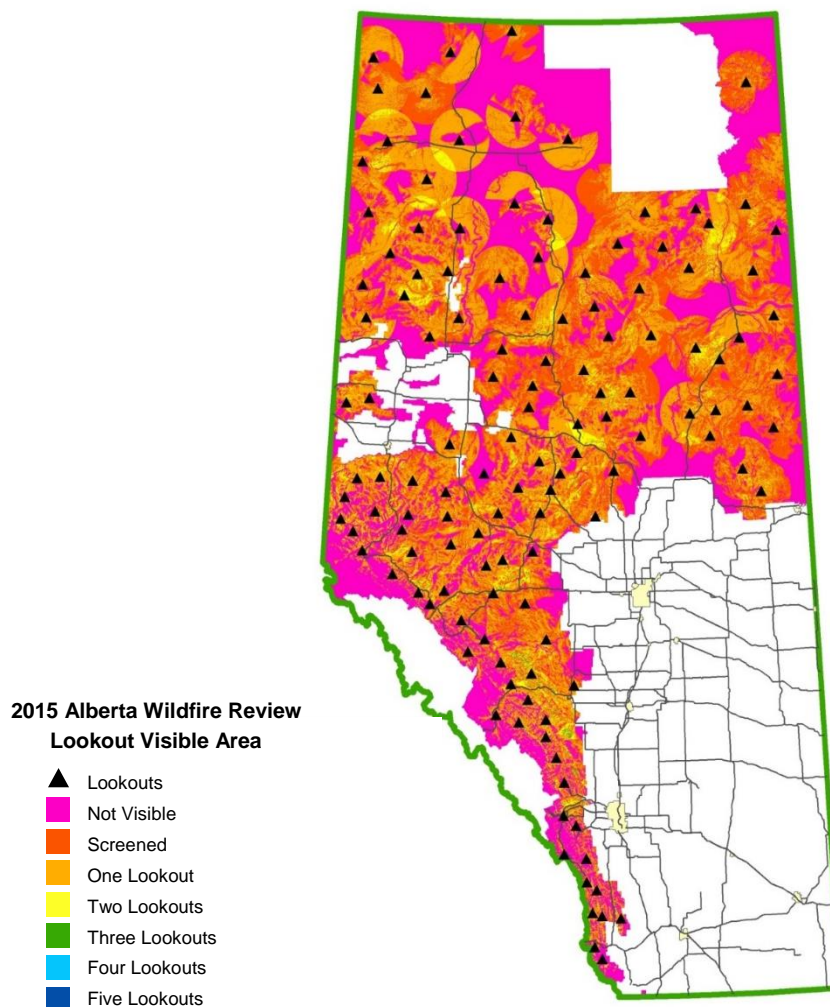 2015 Alberta Wildfire Review
Lookout Visible Area
Lookouts
Not Visible
Screened
One Lookout
Two Lookouts
Three Lookouts
Four Lookouts
Five Lookouts